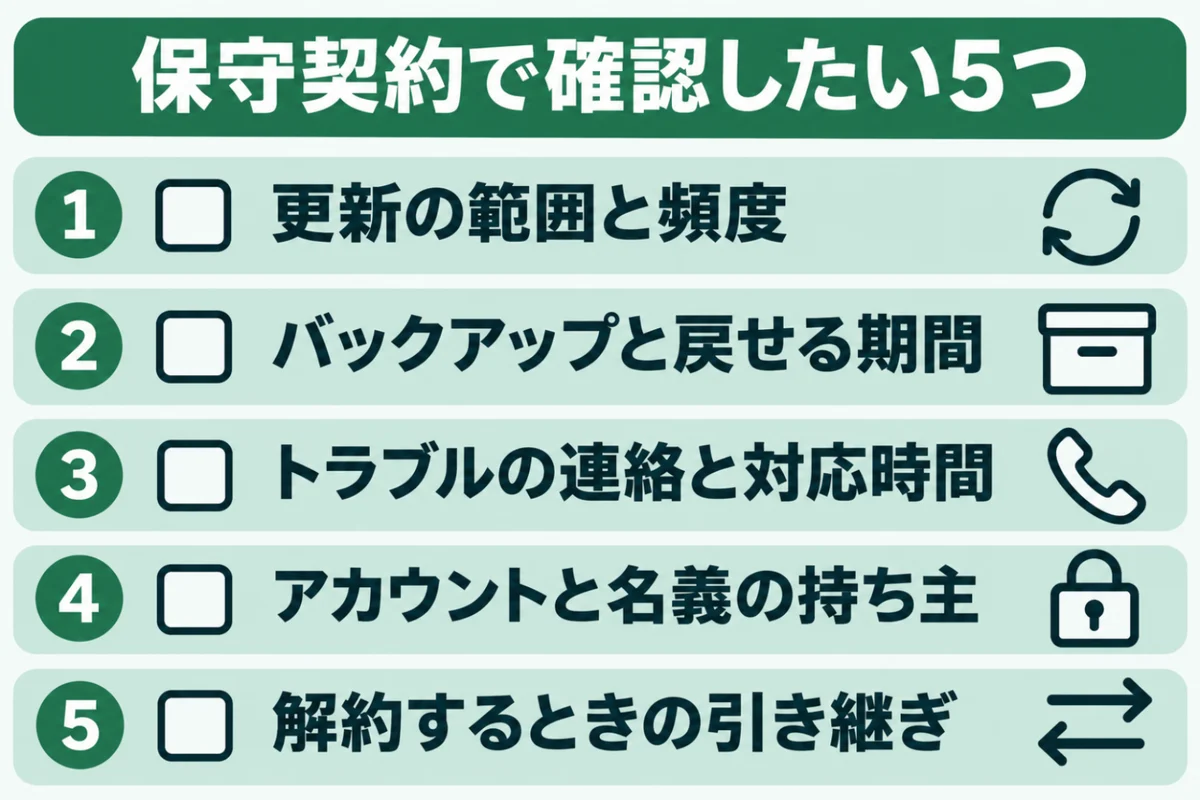 保守契約で確認したい5つ
1 更新の範囲と頻度
2 バックアップと戻せる期間
3 トラブルの連絡と対応時間
4 アカウントと名義の持ち主
5 解約するときの引き継ぎ